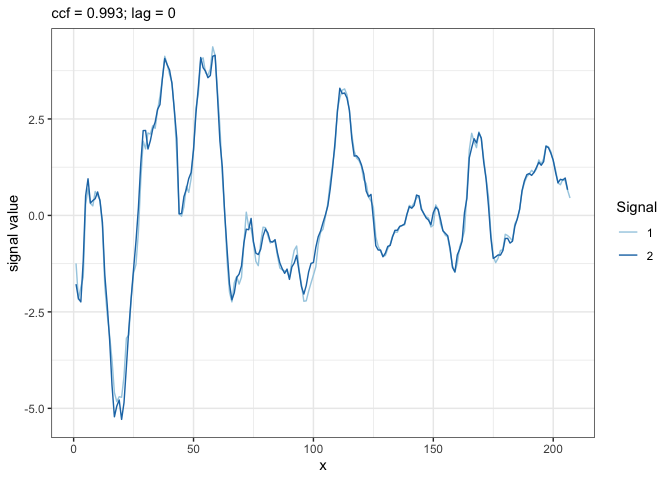 ccf = 0.993; lag = 0
signal value
2.5
0.0
-2.5
-5.0
0
50
100
150
200
x
Signal
1
2